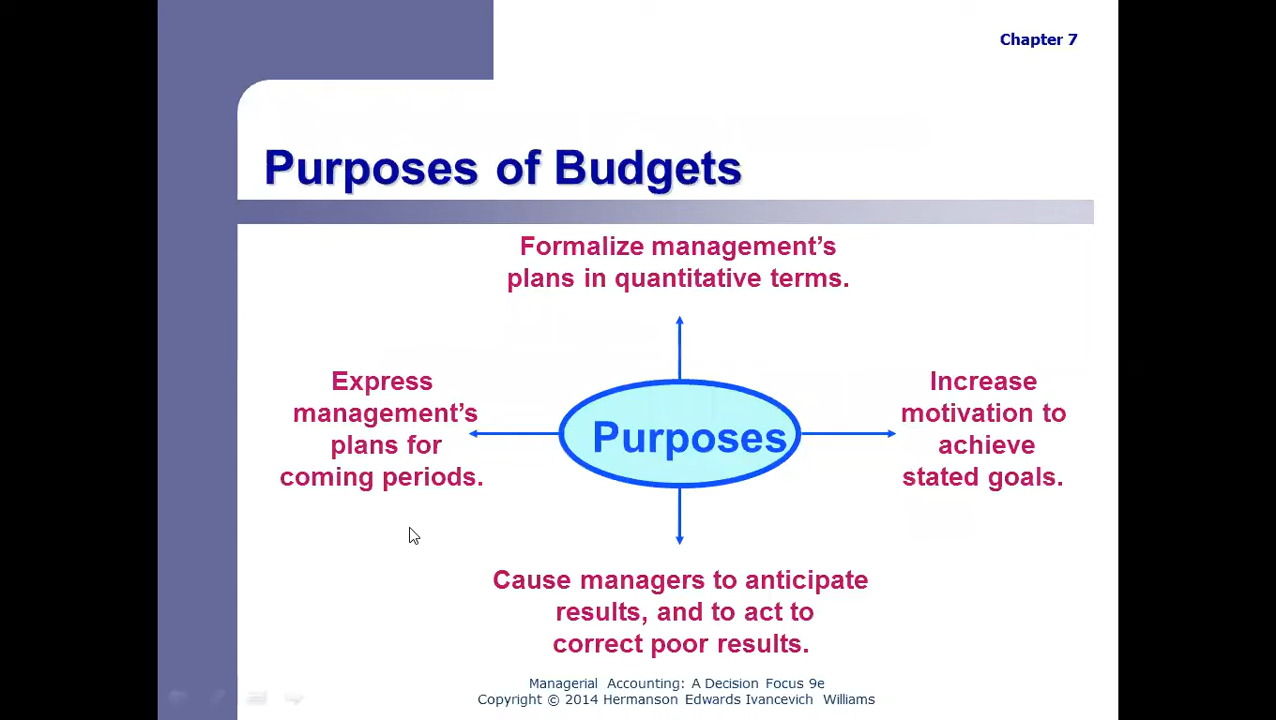 Chapter 7
Purposes of Budgets
Formalize management’s
plans in quantitative terms.
Express
management’s
plans for
coming periods.
Purposes
Increase
motivation to
achieve
stated goals.
Cause managers to anticipate
results, and to act to
correct poor results.
Managerial Accounting: A Decision Focus 9e
Copyright © 2014 Hermanson Edwards Ivancevich Williams